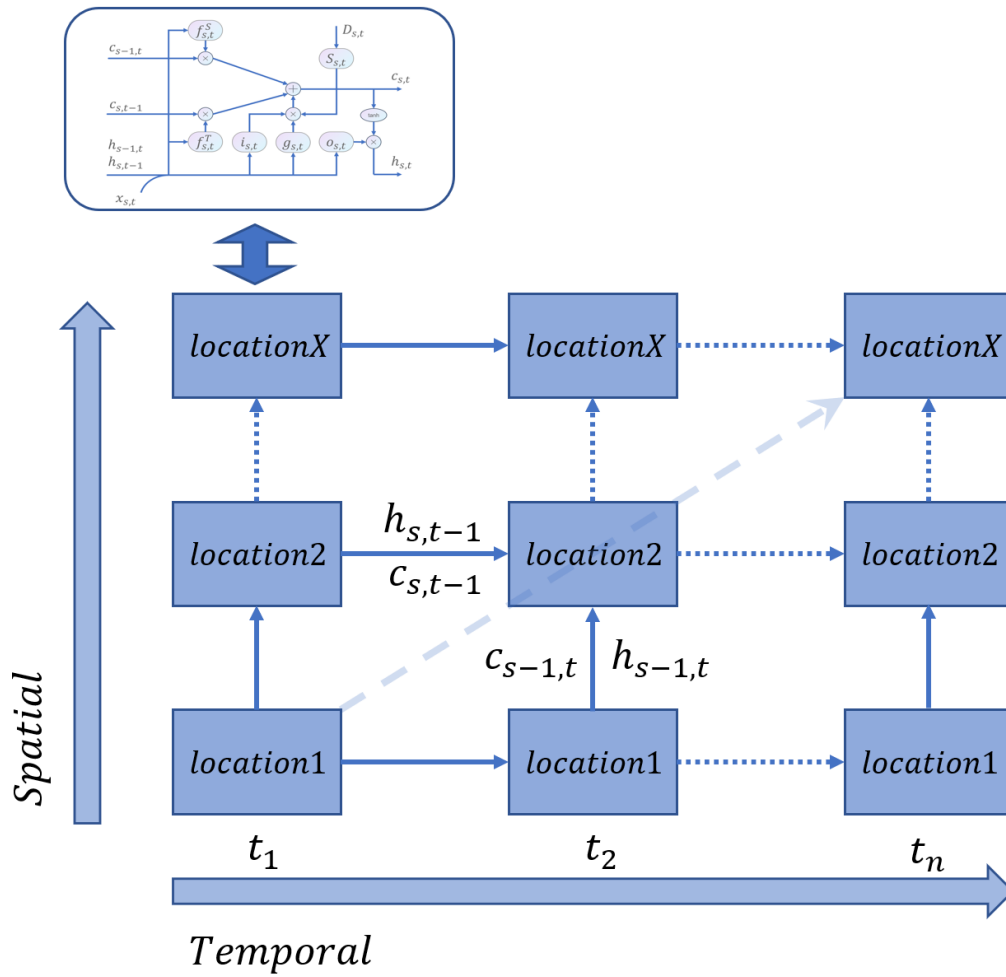 f^S_{s,t}
D_{s,t}
c_{s−1,t} × S_{s,t}
+ c_{s,t}
c_{s,t−1} × × tanh
h_{s−1,t} f^T_{s,t} i_{s,t} g_{s,t} o_{s,t} ×
h_{s,t−1} h_{s,t}
x_{s,t}
locationX locationX locationX
h_{s,t−1}
location2 location2 location2
c_{s,t−1}
c_{s−1,t} h_{s−1,t}
Spatial
location1 location1 location1
t_1 t_2 t_n
Temporal